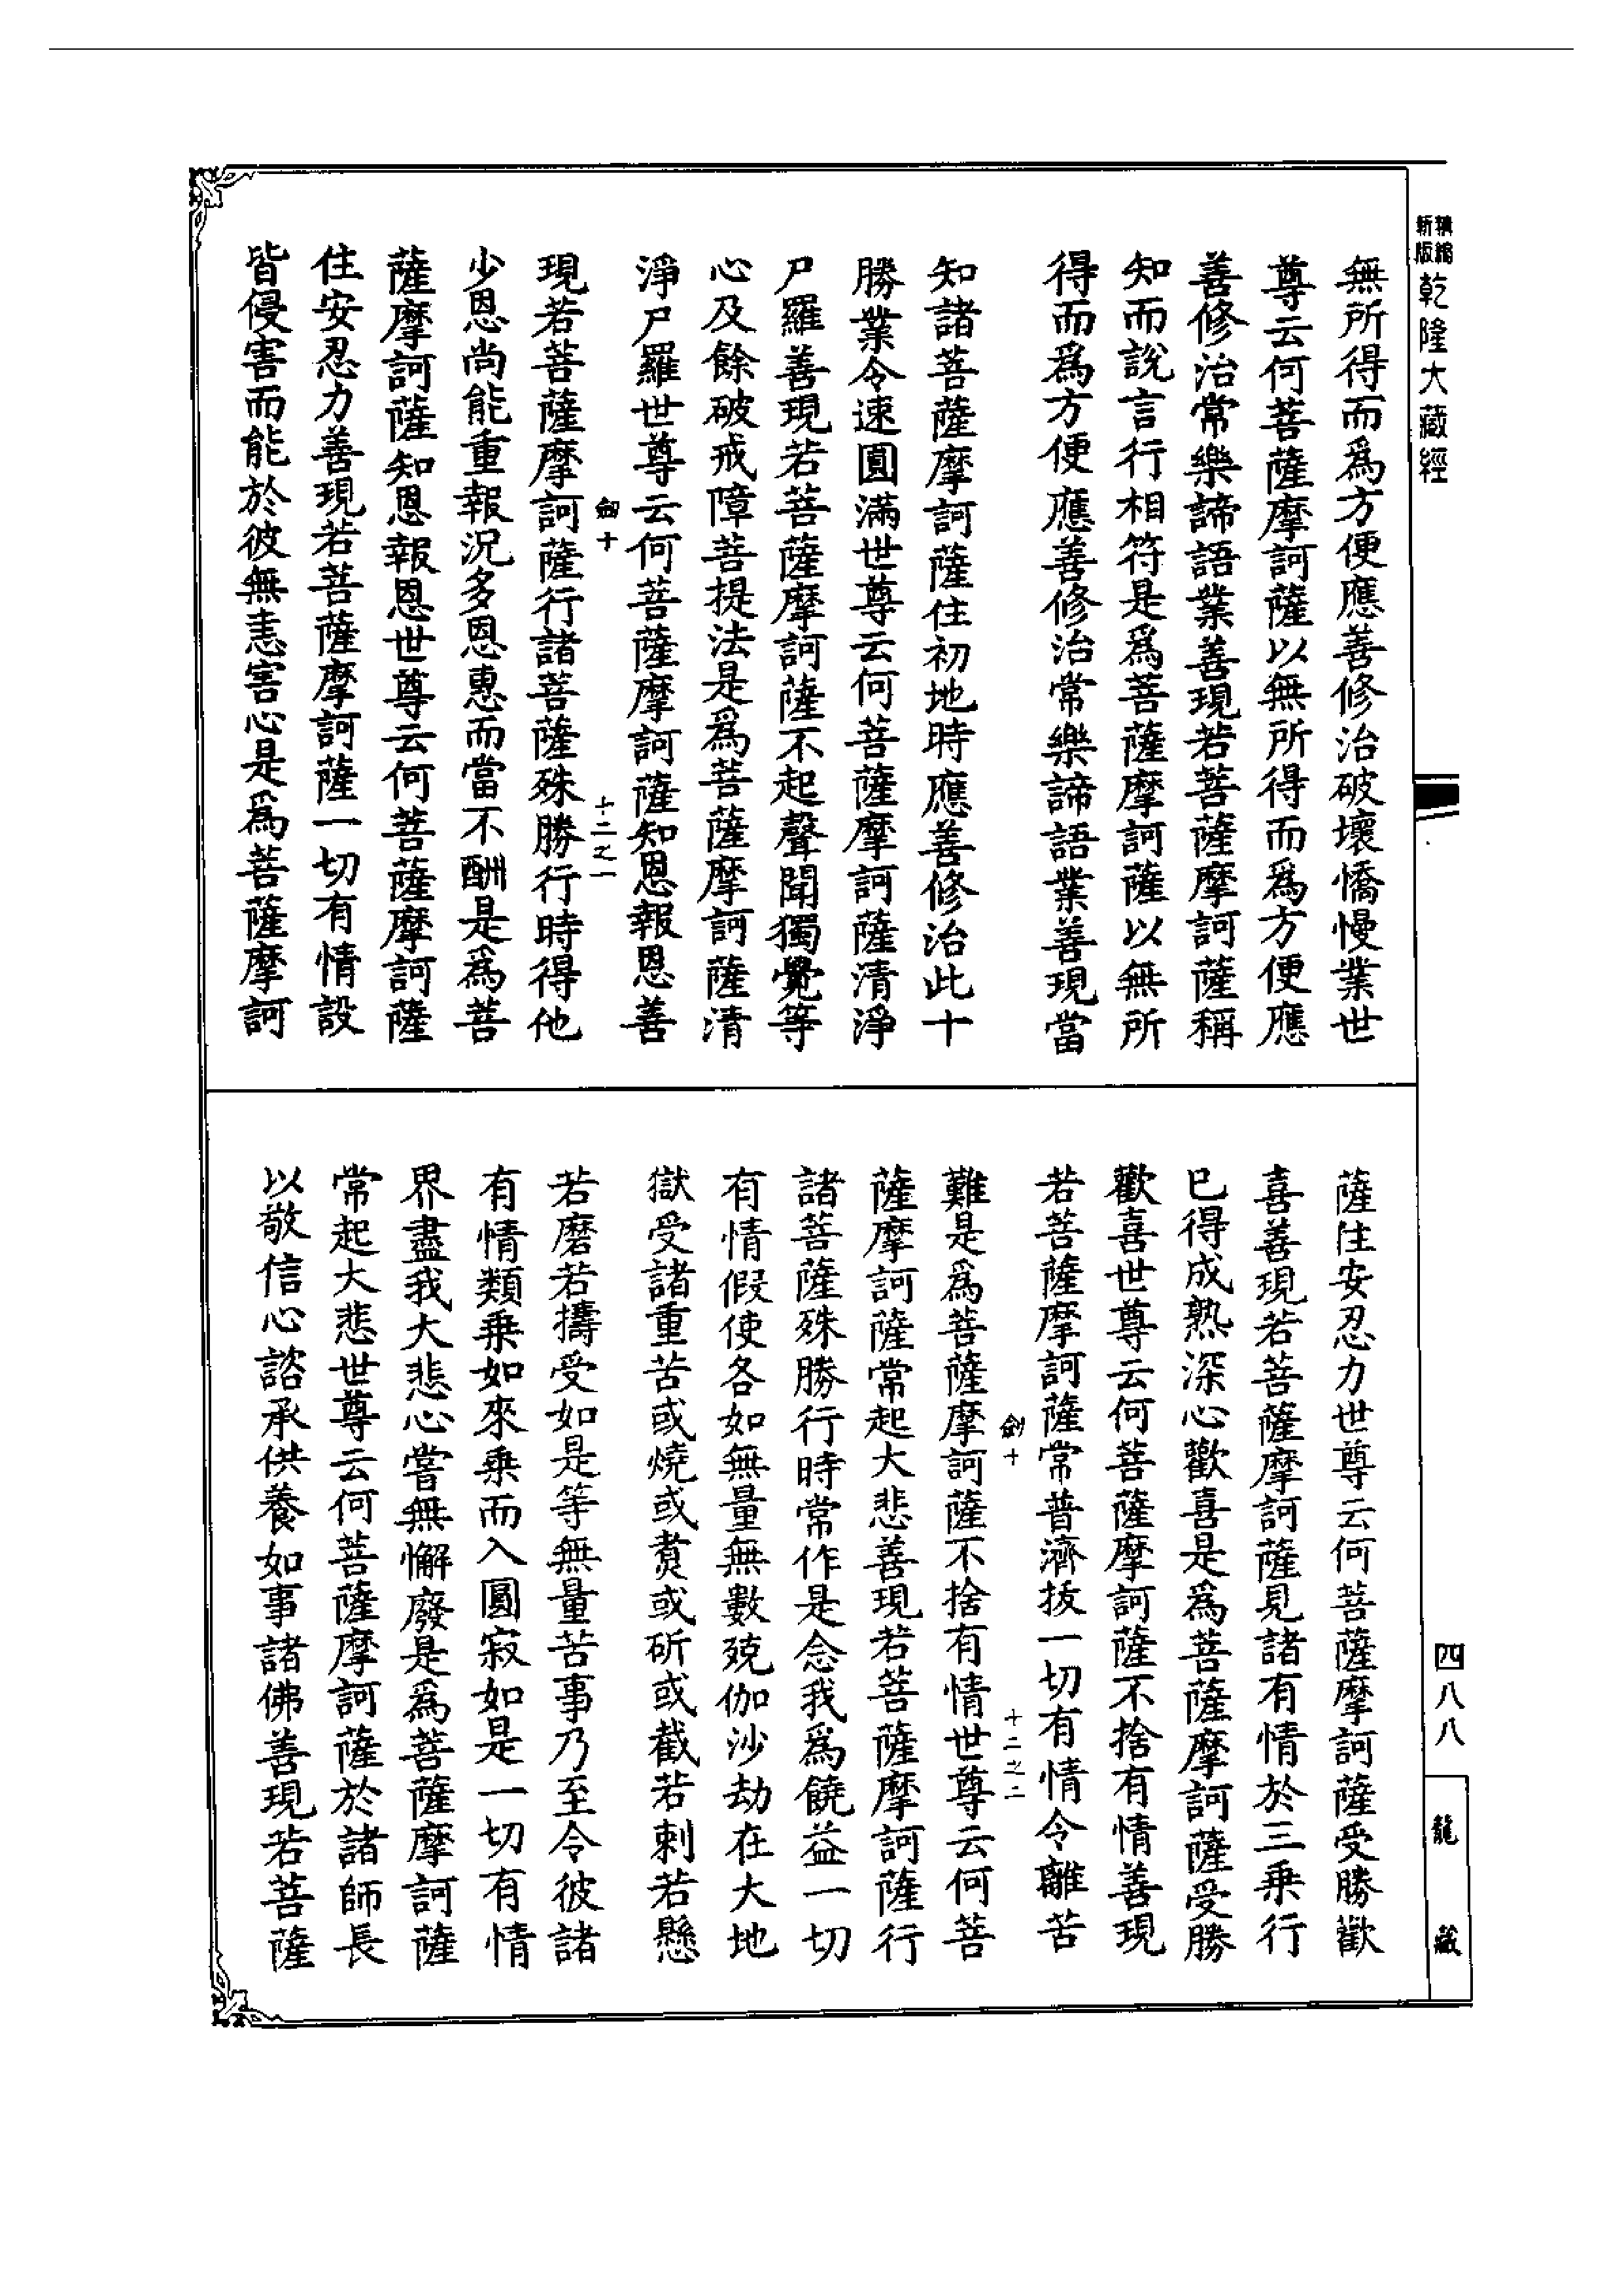 精縮
新版
乾隆大藏經
無所得而爲方便應善修治破壞憍慢業世
尊云何菩薩摩訶薩以無所得而爲方便應
善修治常樂諦語業善現若菩薩摩訶薩稱
知而說言行相符是爲菩薩摩訶薩以無所
得而爲方便應善修治常樂諦語業善現當
知諸菩薩摩訶薩住初地時應善修治此十
勝業令速圓滿世尊云何菩薩摩訶薩清淨
尸羅善現若菩薩摩訶薩不起聲聞獨覺等
心及餘破戒障菩提法是爲菩薩摩訶薩清
淨尸羅世尊云何菩薩摩訶薩知恩報恩善
劒十
十二之一
現若菩薩摩訶薩行諸菩薩殊勝行時得他
少恩尚能重報況多恩惠而當不酬是爲菩
薩摩訶薩知恩報恩世尊云何菩薩摩訶薩
住安忍力善現若菩薩摩訶薩一切有情設
皆侵害而能於彼無恚害心是爲菩薩摩訶
薩住安忍力世尊云何菩薩摩訶薩受勝歡
喜善現若菩薩摩訶薩見諸有情於三乗行
已得成熟深心歡喜是爲菩薩摩訶薩受勝
歡喜世尊云何菩薩摩訶薩不捨有情善現
若菩薩摩訶薩常普濟拔一切有情令離苦
劒十
十二之二
難是爲菩薩摩訶薩不捨有情世尊云何菩
薩摩訶薩常起大悲善現若菩薩摩訶薩行
諸菩薩殊勝行時常作是念我爲饒益一切
有情假使各如無量無數殑伽沙劫在大地
獄受諸重苦或燒或煑或斫或截若刺若懸
若磨若擣受如是等無量苦事乃至令彼諸
有情類乗如來乗而入圓寂如是一切有情
界盡我大悲心嘗無懈廢是爲菩薩摩訶薩
常起大悲世尊云何菩薩摩訶薩於諸師長
以敬信心諮承供養如事諸佛善現若菩薩
四八八
龍藏